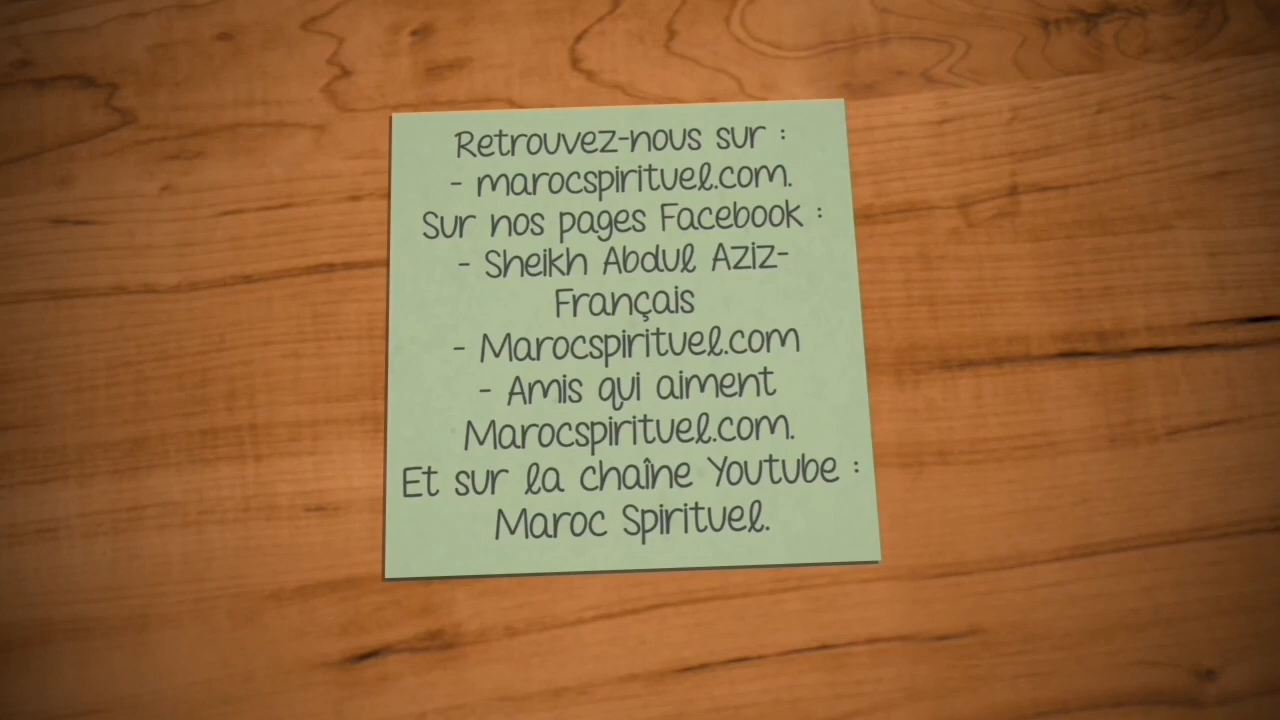 Retrouvez-nous sur :
- marocspirituel.com.
Sur nos pages Facebook :
- Sheikh Abdul Aziz-
Français
- Marocspirituel.com
- Amis qui aiment
Marocspirituel.com.
Et sur la chaîne Youtube :
Maroc Spirituel.